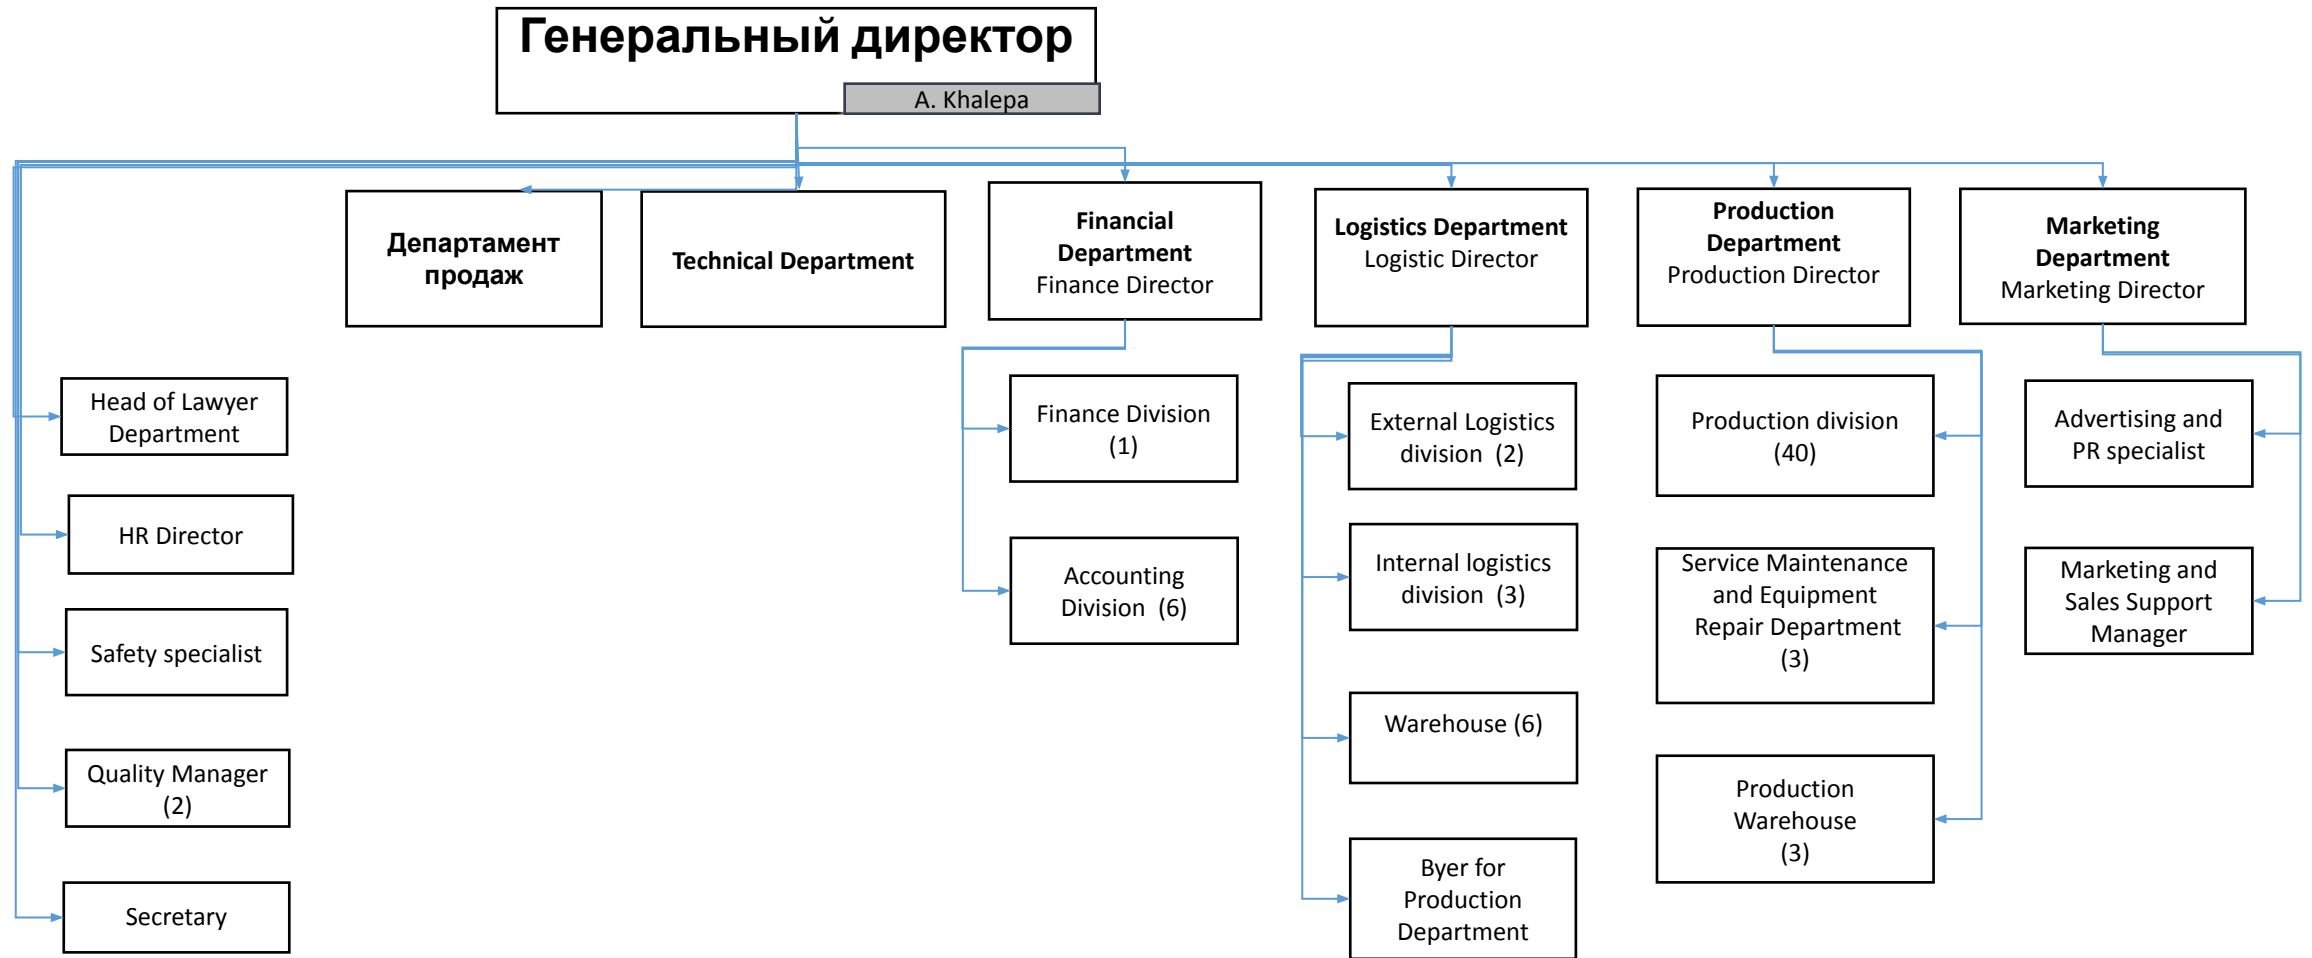 Генеральный директор
A. Khalepa
Департамент
продаж
Technical Department
Financial
Department
Finance Director
Logistics Department
Logistic Director
Production
Department
Production Director
Marketing
Department
Marketing Director
Head of Lawyer
Department
HR Director
Safety specialist
Quality Manager
(2)
Secretary
Finance Division
(1)
Accounting
Division (6)
External Logistics
division (2)
Internal logistics
division (3)
Warehouse (6)
Byer for
Production
Department
Production division
(40)
Service Maintenance
and Equipment
Repair Department
(3)
Production
Warehouse
(3)
Advertising and
PR specialist
Marketing and
Sales Support
Manager